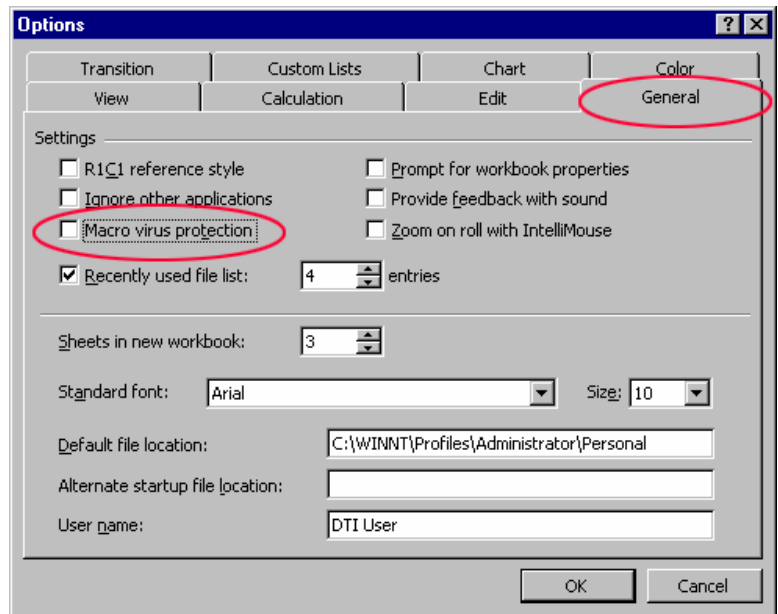 Options
Transition Custom Lists Chart Color
View Calculation Edit General
Settings
R1C1 reference style Prompt for workbook properties
Ignore other applications Provide feedback with sound
Macro virus protection Zoom on roll with IntelliMouse
Recently used file list: 4 entries
Sheets in new workbook: 3
Standard font: Arial Size: 10
Default file location: C:\WINNT\Profiles\Administrator\Personal
Alternate startup file location:
User name: DTI User
OK Cancel